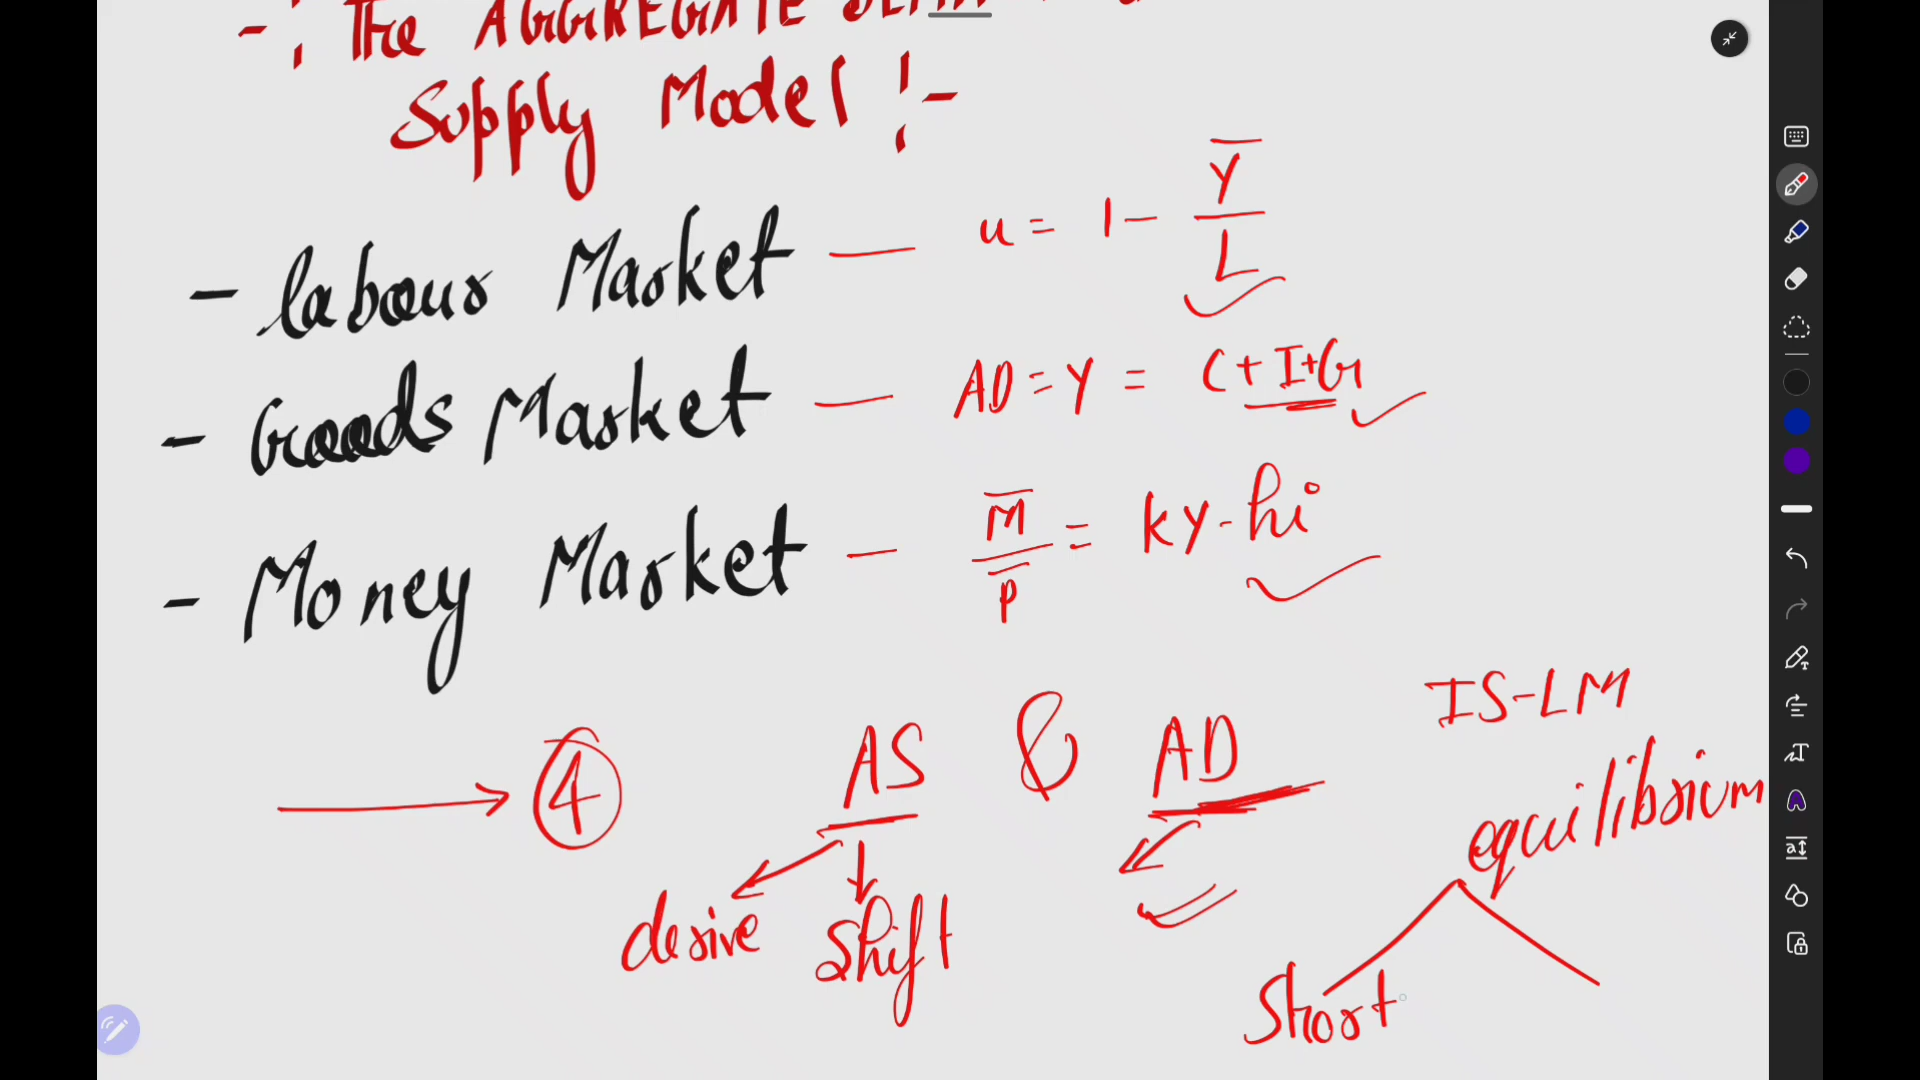 -: The AGGREGATE
Supply Model :-
- Labour Market — u = 1 - Y̅/L
- Goods Market — AD = Y = C + I + G
- Money Market — M̅/P̅ = kY - hi
→ 4 AS & AD
IS-LM
equilibrium
derive shift
Short